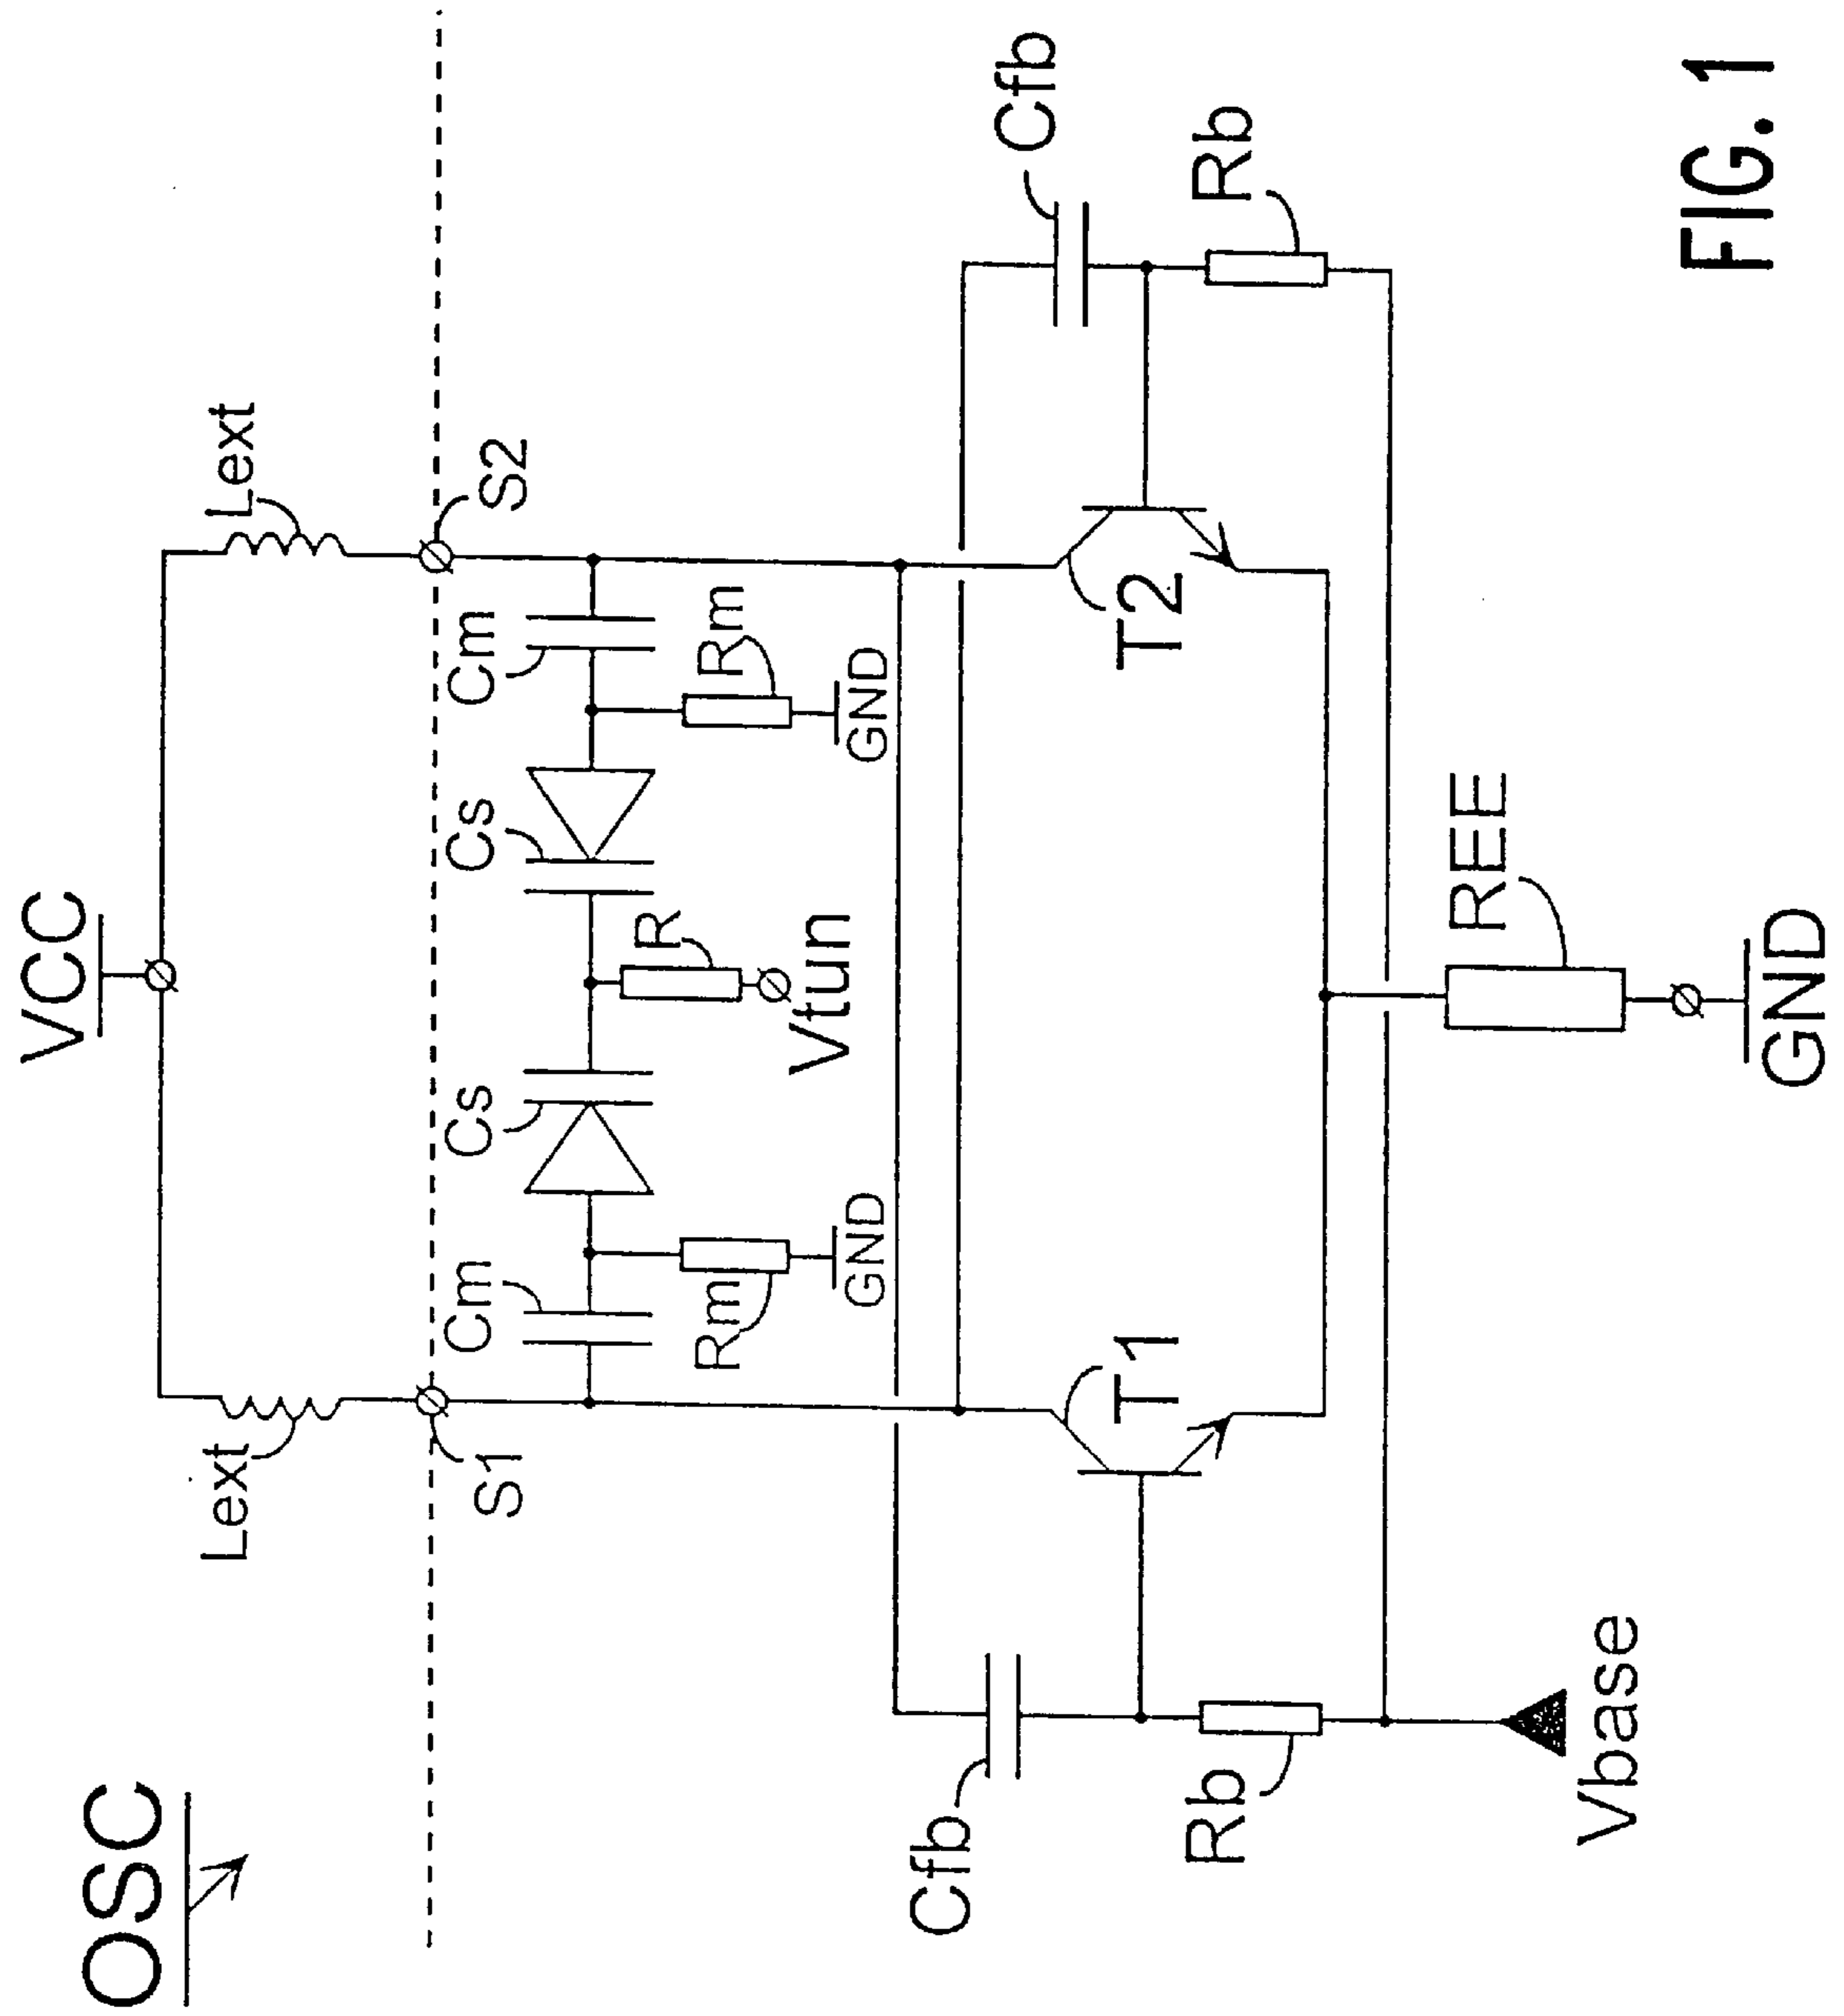 OSC
VCC
Lext
Lext
S1
S2
Cm
Cs
Cs
Cm
Rm
R
Rm
GND
Vtun
GND
Cfb
Cfb
T1
T2
Rb
Rb
REE
Vbase
GND
FIG. 1